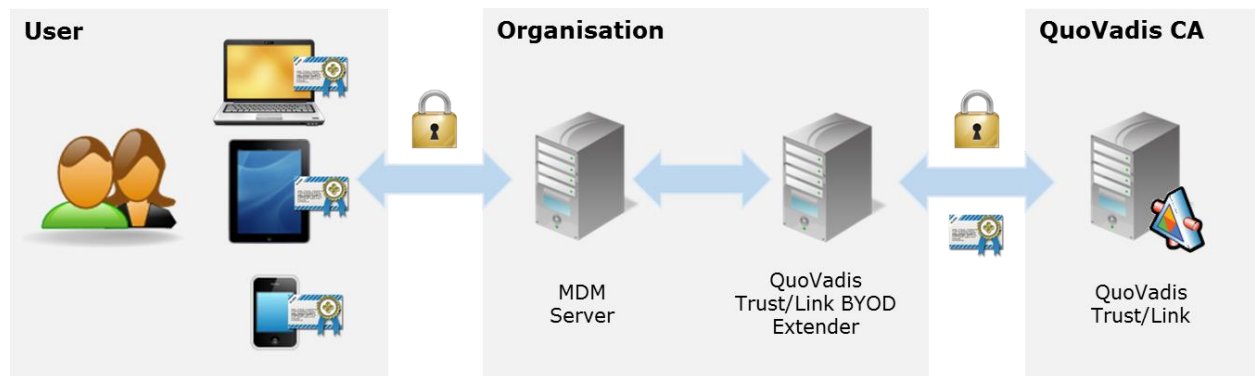 User
Organisation
QuoVadis CA
MDM
Server
QuoVadis
Trust/Link BYOD
Extender
QuoVadis
Trust/Link